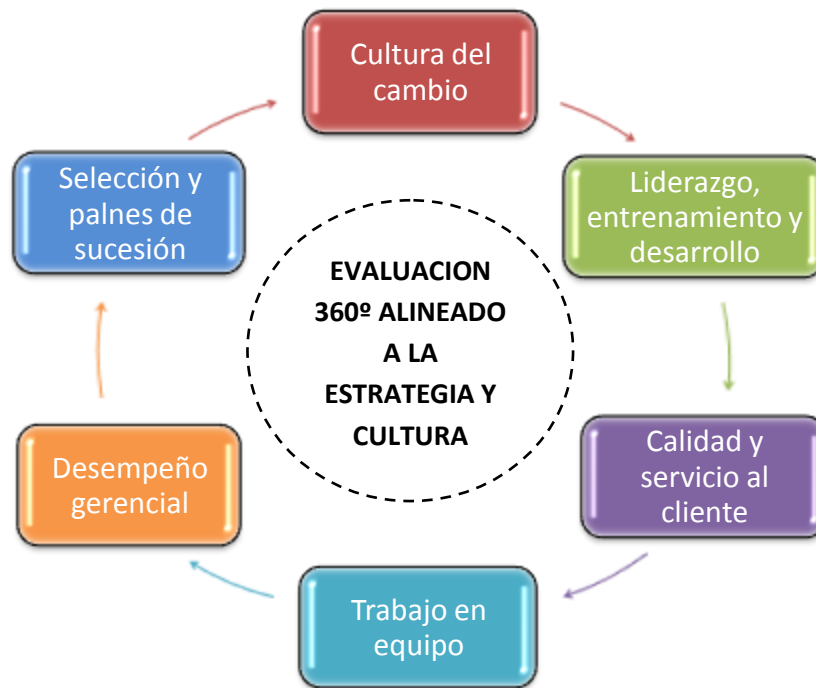 Cultura del
cambio
Liderazgo,
entrenamiento y
desarrollo
Calidad y
servicio al
cliente
Trabajo en
equipo
Desempeño
gerencial
Selección y
palnes de
sucesión
EVALUACION
360º ALINEADO
A LA
ESTRATEGIA Y
CULTURA